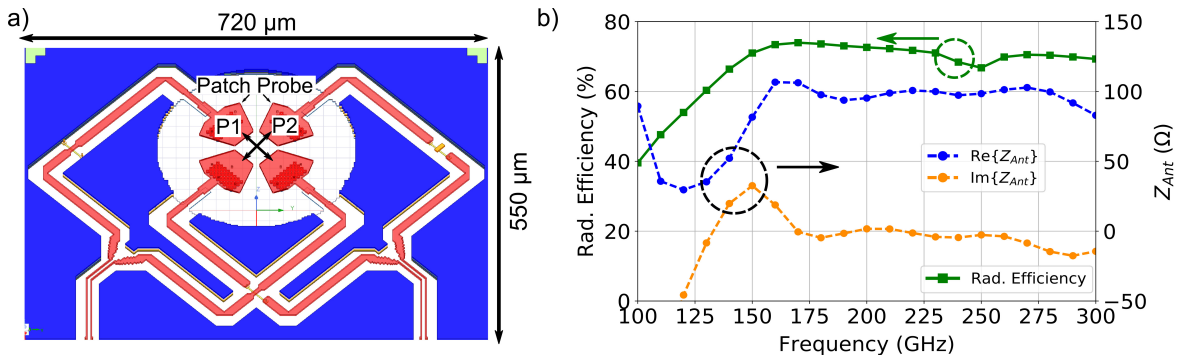 a)
720 µm
Patch Probe
P1
P2
550 µm
b)
Rad. Efficiency (%)
80
60
40
20
0
150
100
50
0
−50
Z_Ant (Ω)
Re{Z_Ant}
Im{Z_Ant}
Rad. Efficiency
100 125 150 175 200 225 250 275 300
Frequency (GHz)